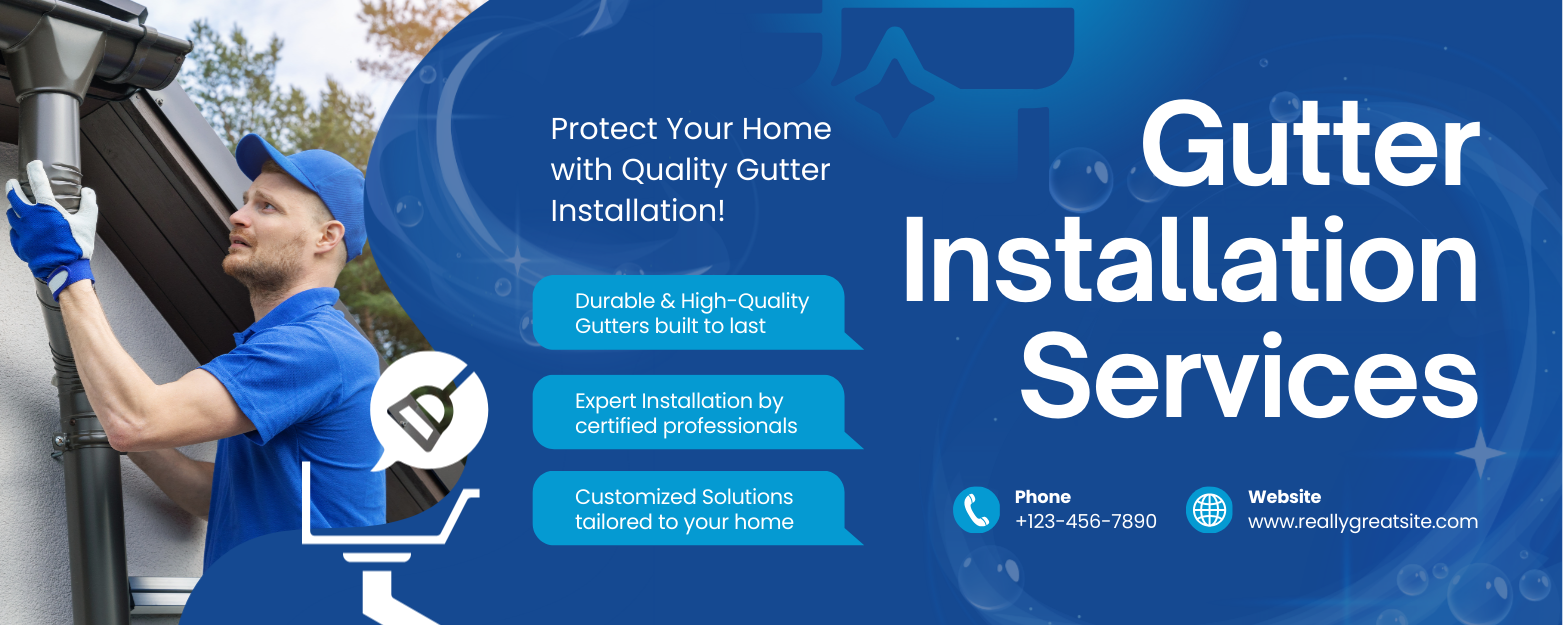 Protect Your Home
with Quality Gutter
Installation!
Durable & High-Quality
Gutters built to last
Expert Installation by
certified professionals
Customized Solutions
tailored to your home
Gutter
Installation
Services
Phone
+123-456-7890
Website
www.reallygreatsite.com